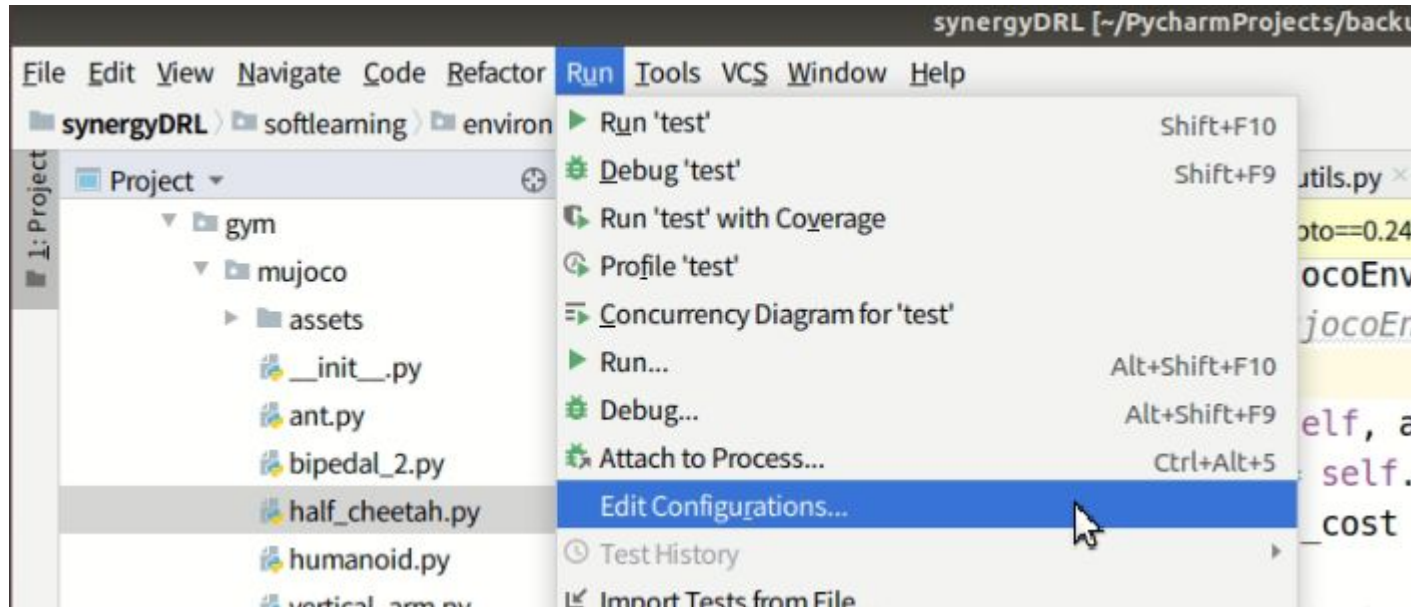 synergyDRL [~/PycharmProjects/backu
File Edit View Navigate Code Refactor Run Tools VCS Window Help
synergyDRL softlearning environ
1: Project
Project
gym
mujoco
assets
__init__.py
ant.py
bipedal_2.py
half_cheetah.py
humanoid.py
vertical_arm.py
Run 'test' Shift+F10
Debug 'test' Shift+F9
Run 'test' with Coverage
Profile 'test'
Concurrency Diagram for 'test'
Run... Alt+Shift+F10
Debug... Alt+Shift+F9
Attach to Process... Ctrl+Alt+5
Edit Configurations...
Test History
Import Tests from File
utils.py
oto==0.24
ocoEnv
jocoEn
elf, a
= self.
_cost